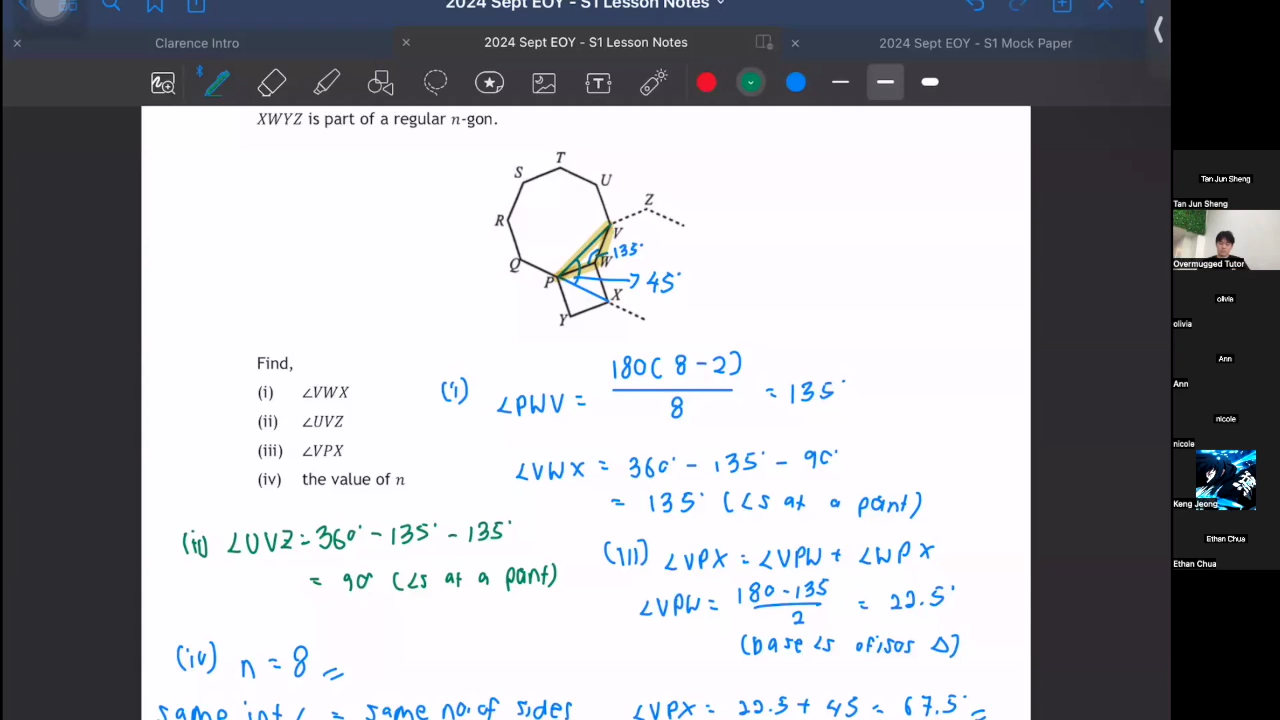 2024 Sept EOY - S1 Lesson Notes
Clarence Intro
2024 Sept EOY - S1 Lesson Notes
2024 Sept EOY - S1 Mock Paper
XWYZ is part of a regular n-gon.
T
S
U
Z
R
V
135°
Q
W
P
45°
X
Y
Find,
(i) ∠VWX
(ii) ∠UVZ
(iii) ∠VPX
(iv) the value of n
(i) ∠PWV = 180(8-2)/8 = 135°
∠VWX = 360° - 135° - 90°
= 135° (∠s at a point)
(ii) ∠UVZ = 360° - 135° - 135°
= 90° (∠s at a point)
(iii) ∠VPX = ∠VPW + ∠WPX
∠VPW = 180-135/2 = 22.5°
(base ∠s of isos Δ)
(iv) n = 8
same int ∠ = same no. of sides
∠VPX = 22.5 + 45 = 67.5°
Tan Jun Sheng
Tan Jun Sheng
Overmugged Tutor
olivia
olivia
Ann
Ann
nicole
nicole
Keng Jeong
Ethan Chua
Ethan Chua